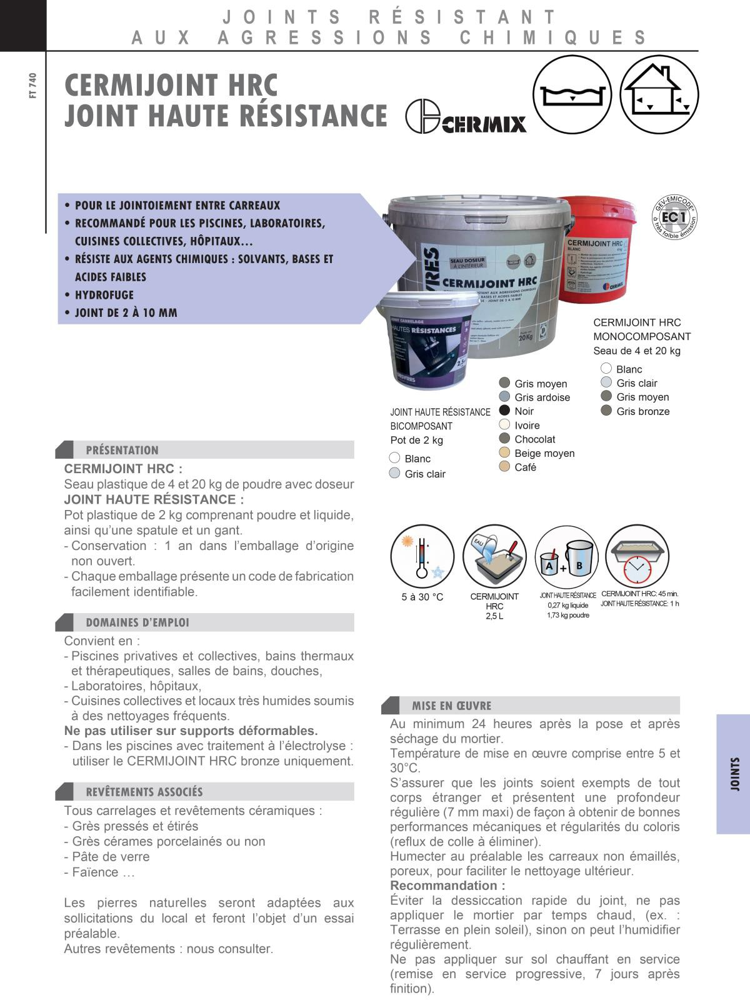 JOINTS RÉSISTANT
AUX AGRESSIONS CHIMIQUES
FT 740
CERMIJOINT HRC
JOINT HAUTE RÉSISTANCE
CERMIX
• POUR LE JOINTOIEMENT ENTRE CARREAUX
• RECOMMANDÉ POUR LES PISCINES, LABORATOIRES,
CUISINES COLLECTIVES, HÔPITAUX...
• RÉSISTE AUX AGENTS CHIMIQUES : SOLVANTS, BASES ET
ACIDES FAIBLES
• HYDROFUGE
• JOINT DE 2 À 10 MM
GEV-EMICODE
EC1
à très faible émission
CERMIJOINT HRC
BLANC
4 kg
CERMIX
SEAU DOSEUR
À L'INTÉRIEUR
CERMIJOINT HRC
20Kg
JOINT CARRELAGE
HAUTES RÉSISTANCES
CERMIJOINT HRC
MONOCOMPOSANT
Seau de 4 et 20 kg
Blanc
Gris clair
Gris moyen
Gris bronze
JOINT HAUTE RÉSISTANCE
BICOMPOSANT
Pot de 2 kg
Blanc
Gris clair
Gris moyen
Gris ardoise
Noir
Ivoire
Chocolat
Beige moyen
Café
PRÉSENTATION
CERMIJOINT HRC :
Seau plastique de 4 et 20 kg de poudre avec doseur
JOINT HAUTE RÉSISTANCE :
Pot plastique de 2 kg comprenant poudre et liquide,
ainsi qu'une spatule et un gant.
- Conservation : 1 an dans l'emballage d'origine
non ouvert.
- Chaque emballage présente un code de fabrication
facilement identifiable.
EAU
A + B
5 à 30 °C
CERMIJOINT
HRC
2,5 L
JOINT HAUTE RÉSITANCE
0,27 kg liquide
1,73 kg poudre
CERMIJOINT HRC: 45 min.
JOINT HAUTE RÉSISTANCE: 1 h
DOMAINES D'EMPLOI
Convient en :
- Piscines privatives et collectives, bains thermaux
et thérapeutiques, salles de bains, douches,
- Laboratoires, hôpitaux,
- Cuisines collectives et locaux très humides soumis
à des nettoyages fréquents.
Ne pas utiliser sur supports déformables.
- Dans les piscines avec traitement à l'électrolyse :
utiliser le CERMIJOINT HRC bronze uniquement.
REVÊTEMENTS ASSOCIÉS
Tous carrelages et revêtements céramiques :
- Grès pressés et étirés
- Grès cérames porcelainés ou non
- Pâte de verre
- Faïence …
Les pierres naturelles seront adaptées aux
sollicitations du local et feront l'objet d'un essai
préalable.
Autres revêtements : nous consulter.
MISE EN ŒUVRE
Au minimum 24 heures après la pose et après
séchage du mortier.
Température de mise en œuvre comprise entre 5 et
30°C.
S'assurer que les joints soient exempts de tout
corps étranger et présentent une profondeur
régulière (7 mm maxi) de façon à obtenir de bonnes
performances mécaniques et régularités du coloris
(reflux de colle à éliminer).
Humecter au préalable les carreaux non émaillés,
poreux, pour faciliter le nettoyage ultérieur.
Recommandation :
Éviter la dessiccation rapide du joint, ne pas
appliquer le mortier par temps chaud, (ex. :
Terrasse en plein soleil), sinon on peut l'humidifier
régulièrement.
Ne pas appliquer sur sol chauffant en service
(remise en service progressive, 7 jours après
finition).
JOINTS